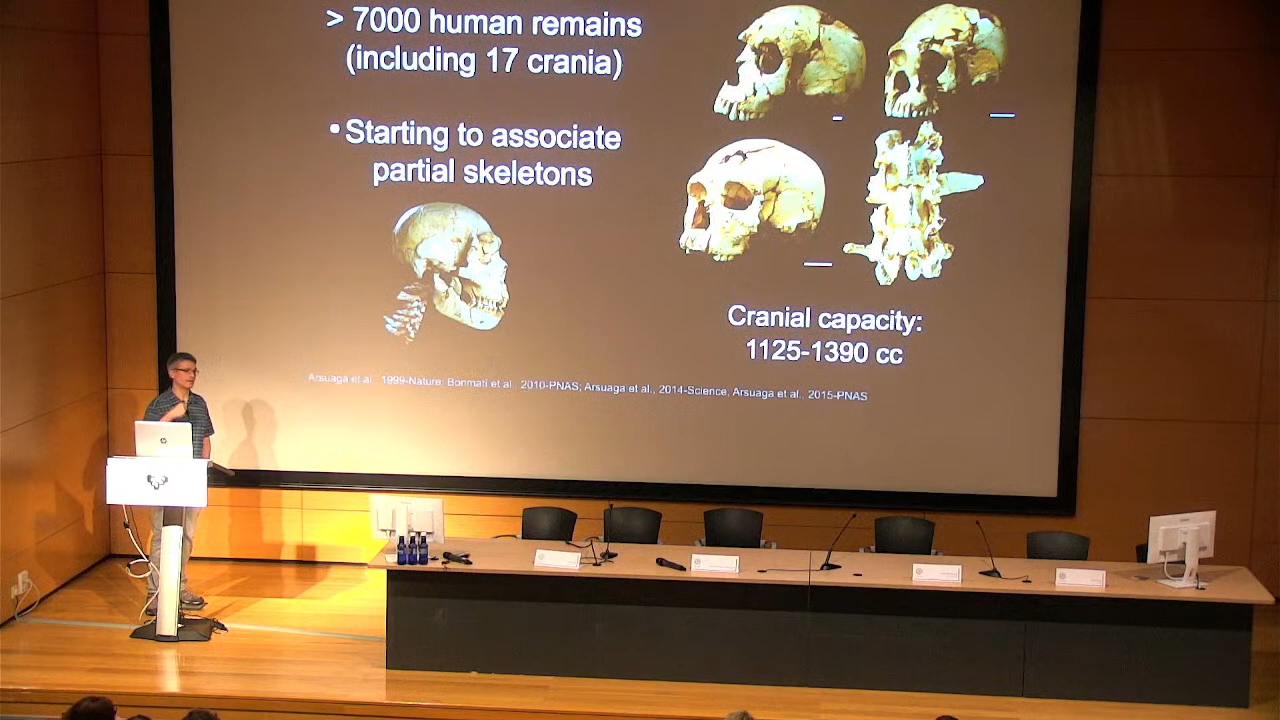 > 7000 human remains
(including 17 crania)
• Starting to associate
partial skeletons
Cranial capacity:
1125-1390 cc
Arsuaga et al., 1999-Nature; Bonmatí et al., 2010-PNAS; Arsuaga et al., 2014-Science, Arsuaga et al., 2015-PNAS
hp